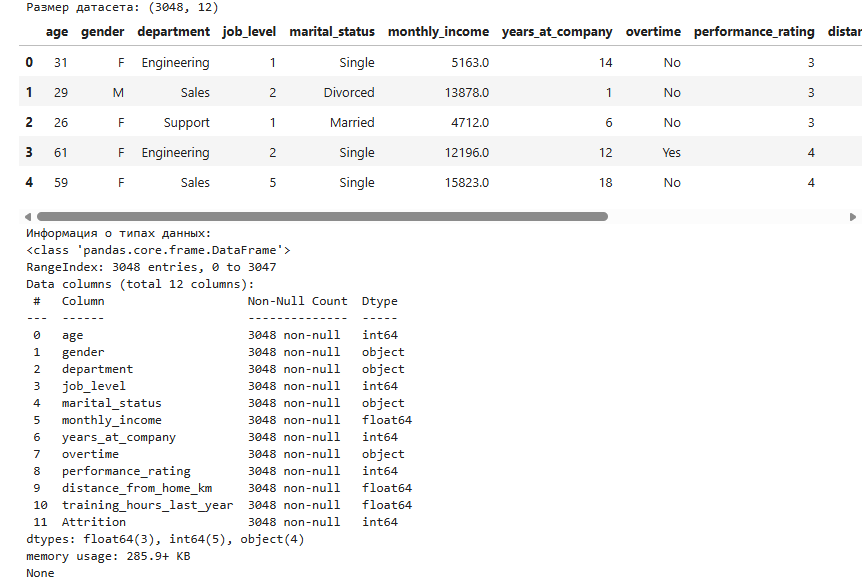 Размер датасета: (3048, 12)
age gender department job_level marital_status monthly_income years_at_company overtime performance_rating distar
0 31 F Engineering 1 Single 5163.0 14 No 3
1 29 M Sales 2 Divorced 13878.0 1 No 3
2 26 F Support 1 Married 4712.0 6 No 3
3 61 F Engineering 2 Single 12196.0 12 Yes 4
4 59 F Sales 5 Single 15823.0 18 No 4
Информация о типах данных:
<class 'pandas.core.frame.DataFrame'>
RangeIndex: 3048 entries, 0 to 3047
Data columns (total 12 columns):
#   Column   Non-Null Count   Dtype
---  ------   --------------   -----
0   age   3048 non-null   int64
1   gender   3048 non-null   object
2   department   3048 non-null   object
3   job_level   3048 non-null   int64
4   marital_status   3048 non-null   object
5   monthly_income   3048 non-null   float64
6   years_at_company   3048 non-null   int64
7   overtime   3048 non-null   object
8   performance_rating   3048 non-null   int64
9   distance_from_home_km   3048 non-null   float64
10   training_hours_last_year   3048 non-null   float64
11   Attrition   3048 non-null   int64
dtypes: float64(3), int64(5), object(4)
memory usage: 285.9+ KB
None